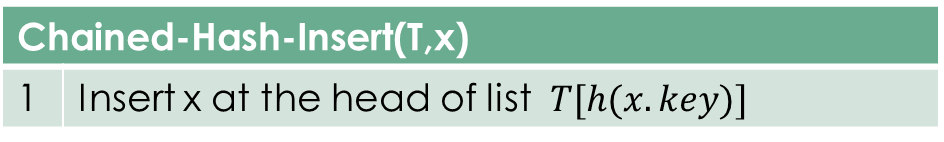 Chained-Hash-Insert(T,x)
1 Insert x at the head of list T[h(x.key)]